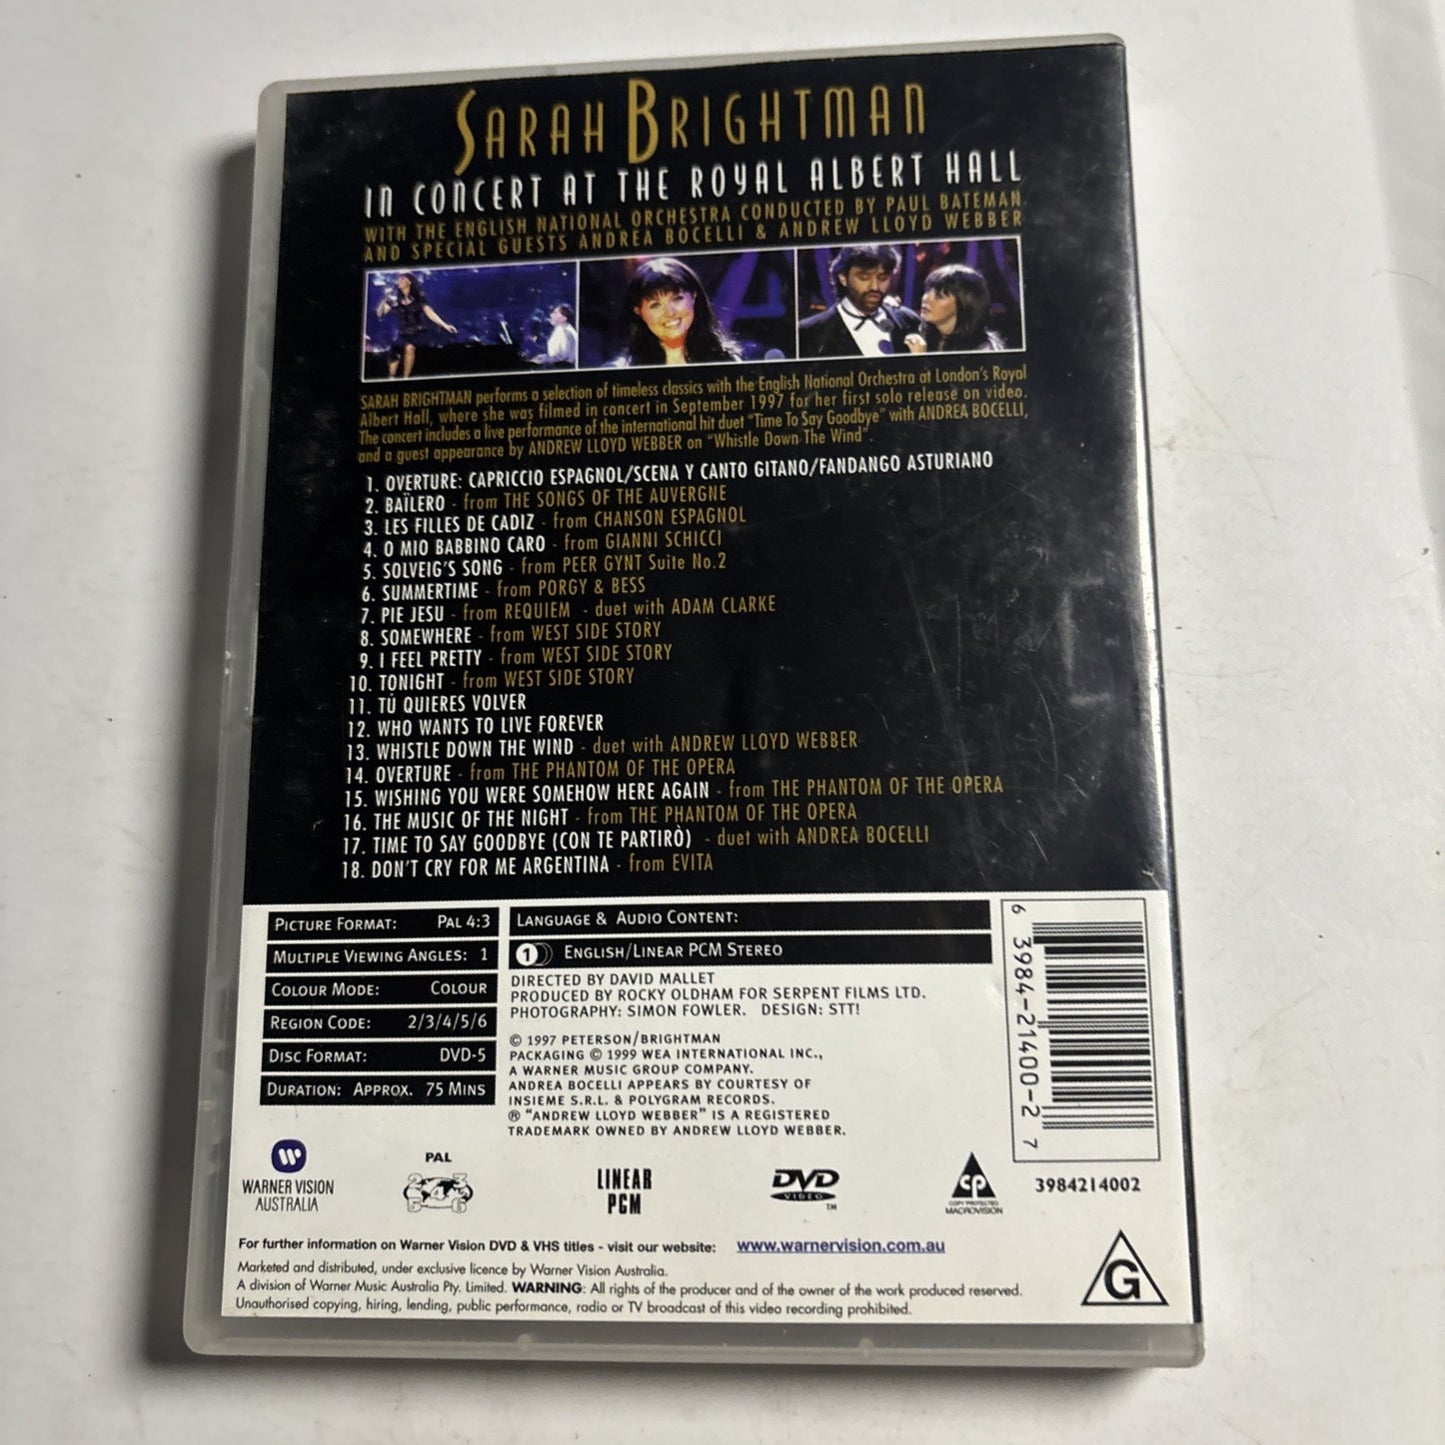 SARAH BRIGHTMAN
IN CONCERT AT THE ROYAL ALBERT HALL
WITH THE ENGLISH NATIONAL ORCHESTRA CONDUCTED BY PAUL BATEMAN
AND SPECIAL GUESTS ANDREA BOCELLI & ANDREW LLOYD WEBBER
SARAH BRIGHTMAN performs a selection of timeless classics with the English National Orchestra at London's Royal
Albert Hall, where she was filmed in concert in September 1997 for her first solo release on video.
The concert includes a live performance of the international hit duet "Time To Say Goodbye" with ANDREA BOCELLI,
and a guest appearance by ANDREW LLOYD WEBBER on "Whistle Down The Wind"
1. OVERTURE: CAPRICCIO ESPAGNOL/SCENA Y CANTO GITANO/FANDANGO ASTURIANO
2. BAÏLERO - from THE SONGS OF THE AUVERGNE
3. LES FILLES DE CADIZ - from CHANSON ESPAGNOL
4. O MIO BABBINO CARO - from GIANNI SCHICCI
5. SOLVEIG'S SONG - from PEER GYNT Suite No.2
6. SUMMERTIME - from PORGY & BESS
7. PIE JESU - from REQUIEM - duet with ADAM CLARKE
8. SOMEWHERE - from WEST SIDE STORY
9. I FEEL PRETTY - from WEST SIDE STORY
10. TONIGHT - from WEST SIDE STORY
11. TÚ QUIERES VOLVER
12. WHO WANTS TO LIVE FOREVER
13. WHISTLE DOWN THE WIND - duet with ANDREW LLOYD WEBBER
14. OVERTURE - from THE PHANTOM OF THE OPERA
15. WISHING YOU WERE SOMEHOW HERE AGAIN - from THE PHANTOM OF THE OPERA
16. THE MUSIC OF THE NIGHT - from THE PHANTOM OF THE OPERA
17. TIME TO SAY GOODBYE (CON TE PARTIRÒ) - duet with ANDREA BOCELLI
18. DON'T CRY FOR ME ARGENTINA - from EVITA
PICTURE FORMAT: PAL 4:3
MULTIPLE VIEWING ANGLES: 1
COLOUR MODE: COLOUR
REGION CODE: 2/3/4/5/6
DISC FORMAT: DVD-5
DURATION: APPROX. 75 MINS
LANGUAGE & AUDIO CONTENT:
1 ENGLISH/LINEAR PCM STEREO
DIRECTED BY DAVID MALLET
PRODUCED BY ROCKY OLDHAM FOR SERPENT FILMS LTD.
PHOTOGRAPHY: SIMON FOWLER. DESIGN: STT!
© 1997 PETERSON/BRIGHTMAN
PACKAGING © 1999 WEA INTERNATIONAL INC.,
A WARNER MUSIC GROUP COMPANY.
ANDREA BOCELLI APPEARS BY COURTESY OF
INSIEME S.R.L. & POLYGRAM RECORDS.
® "ANDREW LLOYD WEBBER" IS A REGISTERED
TRADEMARK OWNED BY ANDREW LLOYD WEBBER.
6 3984-21400-2 7
3984214002
WARNER VISION
AUSTRALIA
PAL
2 3 4 5 6
LINEAR
PCM
DVD
VIDEO
TM
CP
COPY PROTECTED
MACROVISION
For further information on Warner Vision DVD & VHS titles - visit our website: www.warnervision.com.au
Marketed and distributed, under exclusive licence by Warner Vision Australia.
A division of Warner Music Australia Pty. Limited. WARNING: All rights of the producer and of the owner of the work produced reserved.
Unauthorised copying, hiring, lending, public performance, radio or TV broadcast of this video recording prohibited.
G